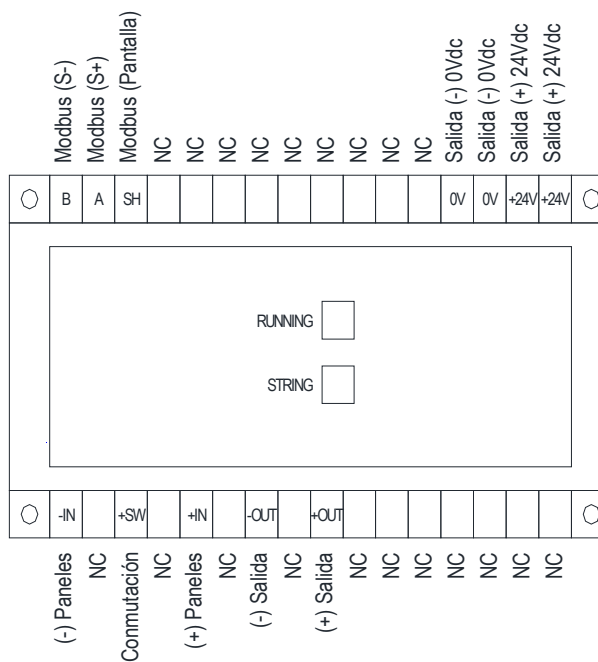 Modbus (S-)
Modbus (S+)
Modbus (Pantalla)
NC
NC
NC
NC
NC
NC
NC
NC
NC
Salida (-) 0Vdc
Salida (-) 0Vdc
Salida (+) 24Vdc
Salida (+) 24Vdc
B A SH 0V 0V +24V +24V
RUNNING
STRING
-IN +SW +IN -OUT +OUT
(-) Paneles
NC
Conmutación
NC
(+) Paneles
NC
(-) Salida
NC
(+) Salida
NC
NC
NC
NC
NC
NC
NC